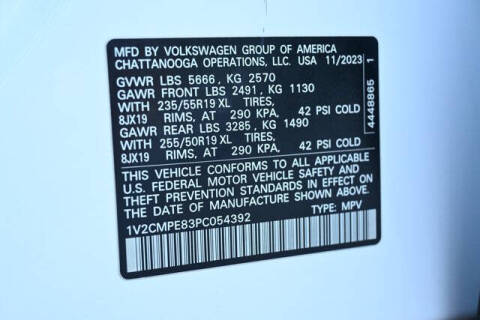 MFD BY VOLKSWAGEN GROUP OF AMERICA
CHATTANOOGA OPERATIONS, LLC. USA 11/2023
GVWR LBS 5666, KG 2570
GAWR FRONT LBS 2491, KG 1130
WITH 235/55R19 XL TIRES,
8JX19 RIMS, AT 290 KPA, 42 PSI COLD
GAWR REAR LBS 3285, KG 1490
WITH 255/50R19 XL TIRES,
8JX19 RIMS, AT 290 KPA, 42 PSI COLD
THIS VEHICLE CONFORMS TO ALL APPLICABLE
U.S. FEDERAL MOTOR VEHICLE SAFETY AND
THEFT PREVENTION STANDARDS IN EFFECT ON
DATE OF MANUFACTURE SHOWN ABOVE.
1V2CMPE83PC054392 TYPE: MPV
4448865 1